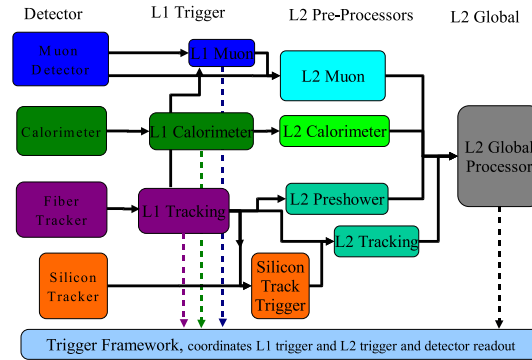 Detector L1 Trigger L2 Pre-Processors L2 Global
Muon
Detector
L1 Muon
L2 Muon
Calorimeter
L1 Calorimeter
L2 Calorimeter
L2 Global
Processor
Fiber
Tracker
L1 Tracking
L2 Preshower
L2 Tracking
Silicon
Tracker
Silicon
Track
Trigger
Trigger Framework, coordinates L1 trigger and L2 trigger and detector readout